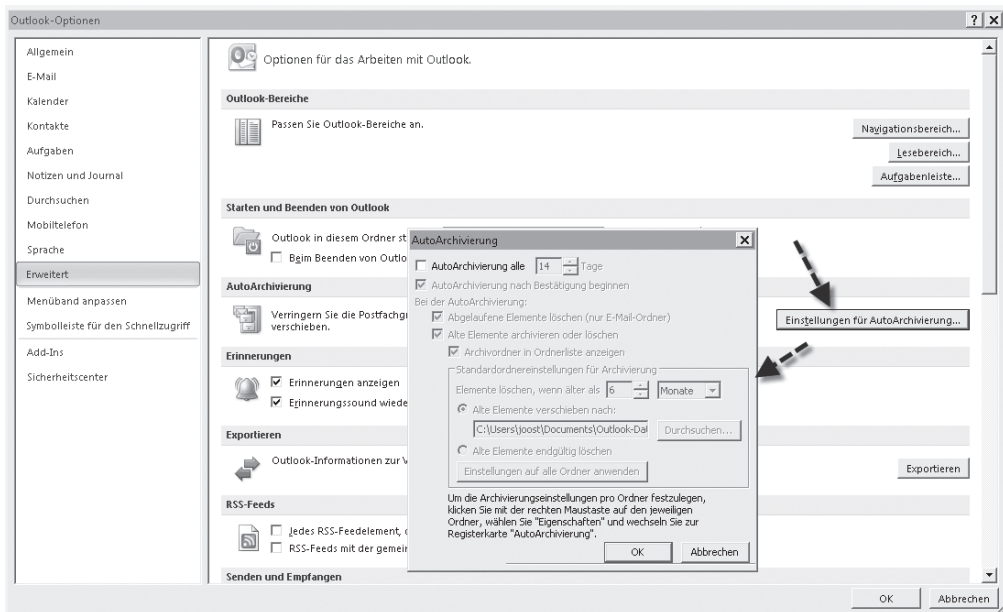 Outlook-Optionen
Allgemein
E-Mail
Kalender
Kontakte
Aufgaben
Notizen und Journal
Durchsuchen
Mobiltelefon
Sprache
Erweitert
Menüband anpassen
Symbolleiste für den Schnellzugriff
Add-Ins
Sicherheitscenter
Optionen für das Arbeiten mit Outlook.
Outlook-Bereiche
Passen Sie Outlook-Bereiche an.
Navigationsbereich...
Lesebereich...
Aufgabenleiste...
Starten und Beenden von Outlook
Outlook in diesem Ordner st
Beim Beenden von Outlo
AutoArchivierung
Verringern Sie die Postfachgr
verschieben.
Einstellungen für AutoArchivierung...
Erinnerungen
Erinnerungen anzeigen
Erinnerungssound wiede
Exportieren
Outlook-Informationen zur V
Exportieren
RSS-Feeds
Jedes RSS-Feedelement,
RSS-Feeds mit der gemein
Senden und Empfangen
OK Abbrechen
AutoArchivierung
AutoArchivierung alle 14 Tage
AutoArchivierung nach Bestätigung beginnen
Bei der AutoArchivierung:
Abgelaufene Elemente löschen (nur E-Mail-Ordner)
Alte Elemente archivieren oder löschen
Archivordner in Ordnerliste anzeigen
Standardordnereinstellungen für Archivierung
Elemente löschen, wenn älter als 6 Monate
Alte Elemente verschieben nach:
C:\Users\joost\Documents\Outlook-Dat Durchsuchen...
Alte Elemente endgültig löschen
Einstellungen auf alle Ordner anwenden
Um die Archivierungseinstellungen pro Ordner festzulegen,
klicken Sie mit der rechten Maustaste auf den jeweiligen
Ordner, wählen Sie "Eigenschaften" und wechseln Sie zur
Registerkarte "AutoArchivierung".
OK Abbrechen